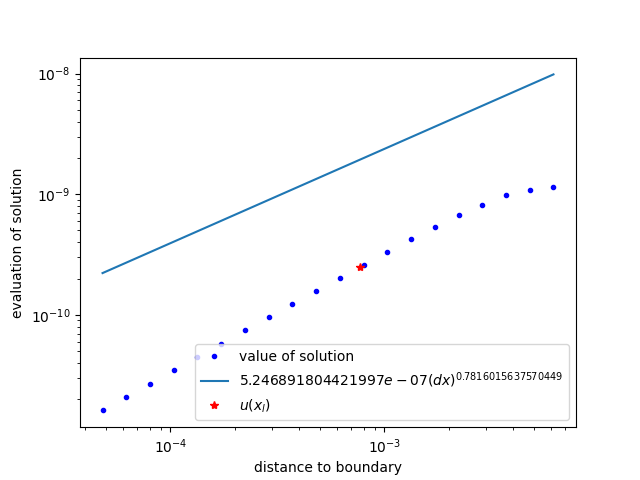 10⁻⁸
10⁻⁹
10⁻¹⁰
evaluation of solution
value of solution
5.246891804421997e − 07(dx)^0.7816015637570449
u(x_l)
10⁻⁴
10⁻³
distance to boundary